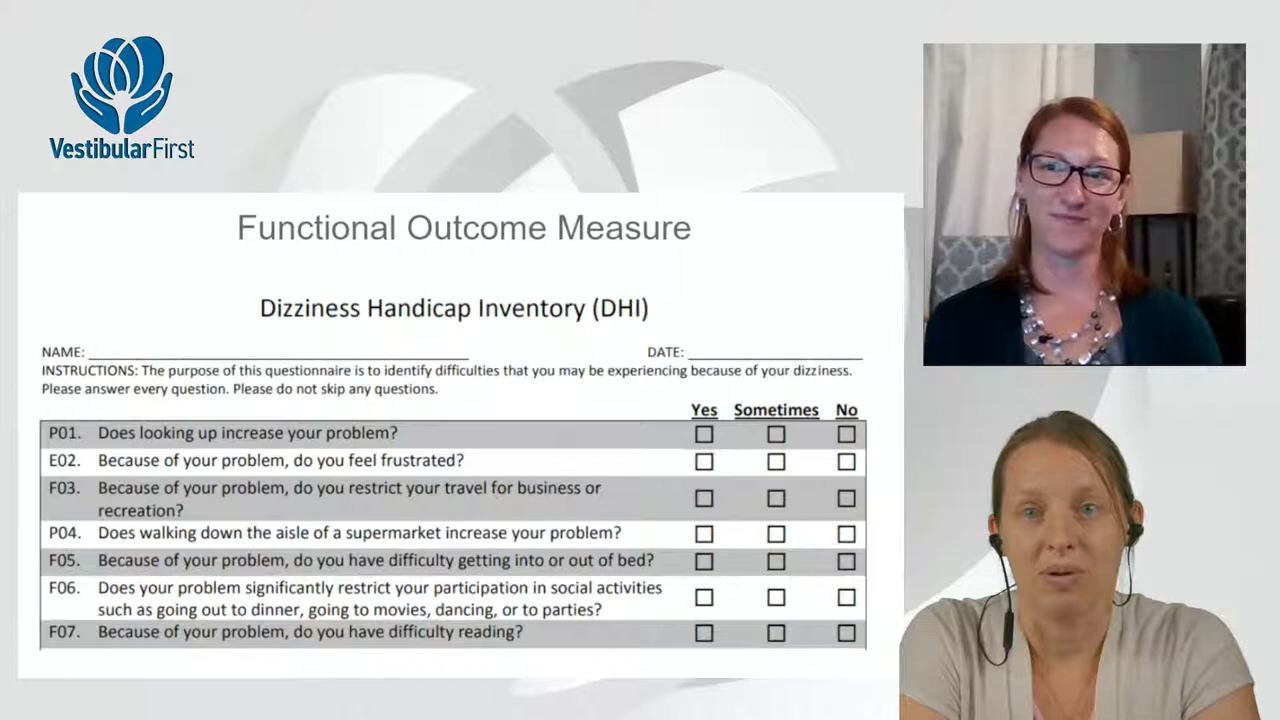 VestibularFirst
Functional Outcome Measure
Dizziness Handicap Inventory (DHI)
NAME: DATE:
INSTRUCTIONS: The purpose of this questionnaire is to identify difficulties that you may be experiencing because of your dizziness.
Please answer every question. Please do not skip any questions.
Yes Sometimes No
P01. Does looking up increase your problem?
E02. Because of your problem, do you feel frustrated?
F03. Because of your problem, do you restrict your travel for business or
recreation?
P04. Does walking down the aisle of a supermarket increase your problem?
F05. Because of your problem, do you have difficulty getting into or out of bed?
F06. Does your problem significantly restrict your participation in social activities
such as going out to dinner, going to movies, dancing, or to parties?
F07. Because of your problem, do you have difficulty reading?